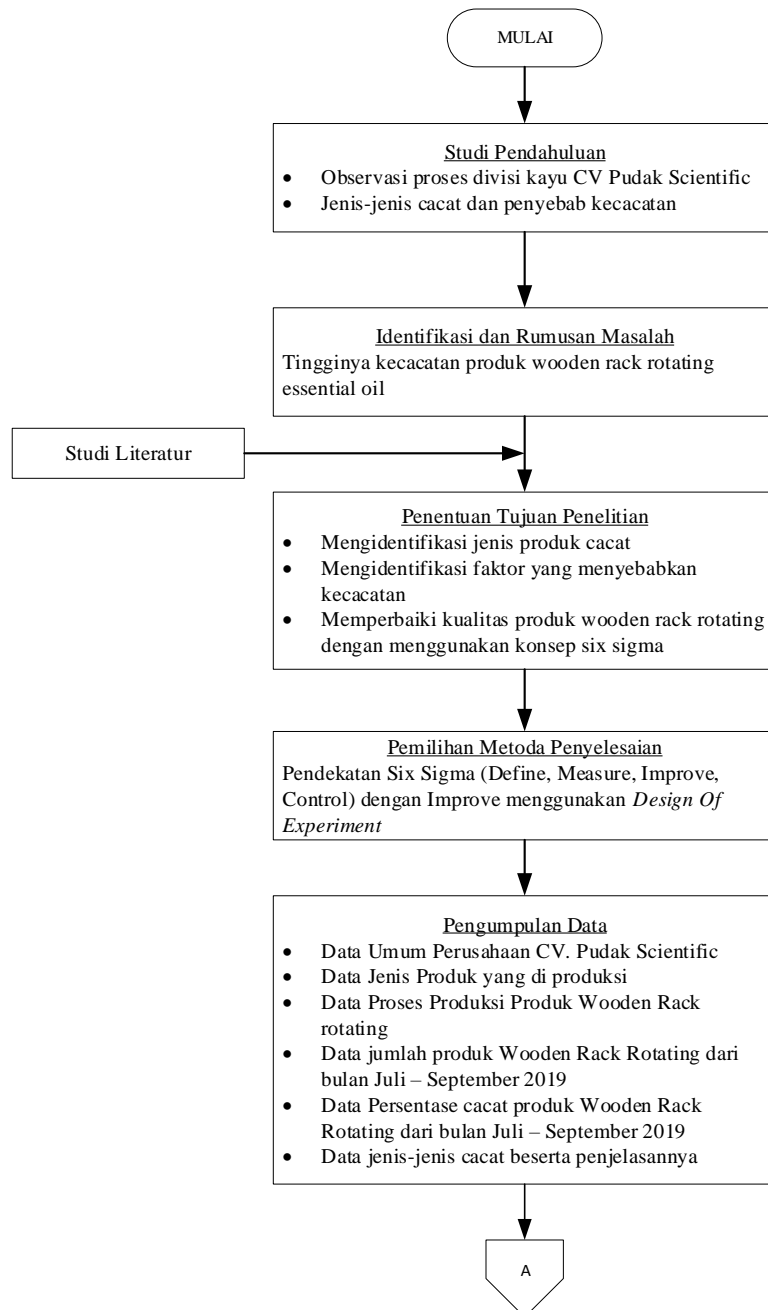 MULAI
Studi Pendahuluan
• Observasi proses divisi kayu CV Pudak Scientific
• Jenis-jenis cacat dan penyebab kecacatan
Identifikasi dan Rumusan Masalah
Tingginya kecacatan produk wooden rack rotating
essential oil
Studi Literatur
Penentuan Tujuan Penelitian
• Mengidentifikasi jenis produk cacat
• Mengidentifikasi faktor yang menyebabkan
kecacatan
• Memperbaiki kualitas produk wooden rack rotating
dengan menggunakan konsep six sigma
Pemilihan Metoda Penyelesaian
Pendekatan Six Sigma (Define, Measure, Improve,
Control) dengan Improve menggunakan Design Of
Experiment
Pengumpulan Data
• Data Umum Perusahaan CV. Pudak Scientific
• Data Jenis Produk yang di produksi
• Data Proses Produksi Produk Wooden Rack
rotating
• Data jumlah produk Wooden Rack Rotating dari
bulan Juli – September 2019
• Data Persentase cacat produk Wooden Rack
Rotating dari bulan Juli – September 2019
• Data jenis-jenis cacat beserta penjelasannya
A